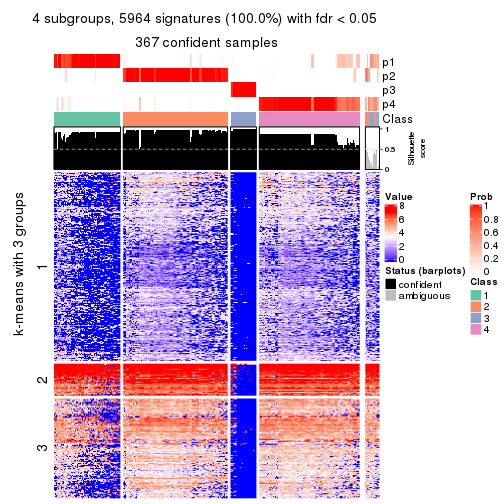 4 subgroups, 5964 signatures (100.0%) with fdr < 0.05
367 confident samples
p1
p2
p3
p4
Class
1
0.5
0
Silhouette
score
k-means with 3 groups
1
2
3
Value
8
6
4
2
0
Status (barplots)
confident
ambiguous
Prob
1
0.8
0.6
0.4
0.2
0
Class
1
2
3
4